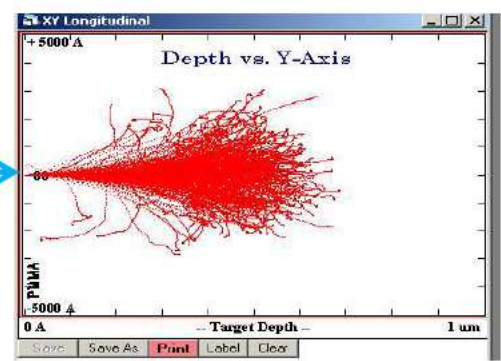 XY Longitudinal
+ 5000 A
Depth vs. Y-Axis
PMMA
-5000 A
0 A
-- Target Depth --
1 um
Save
Save As
Print
Label
Clear